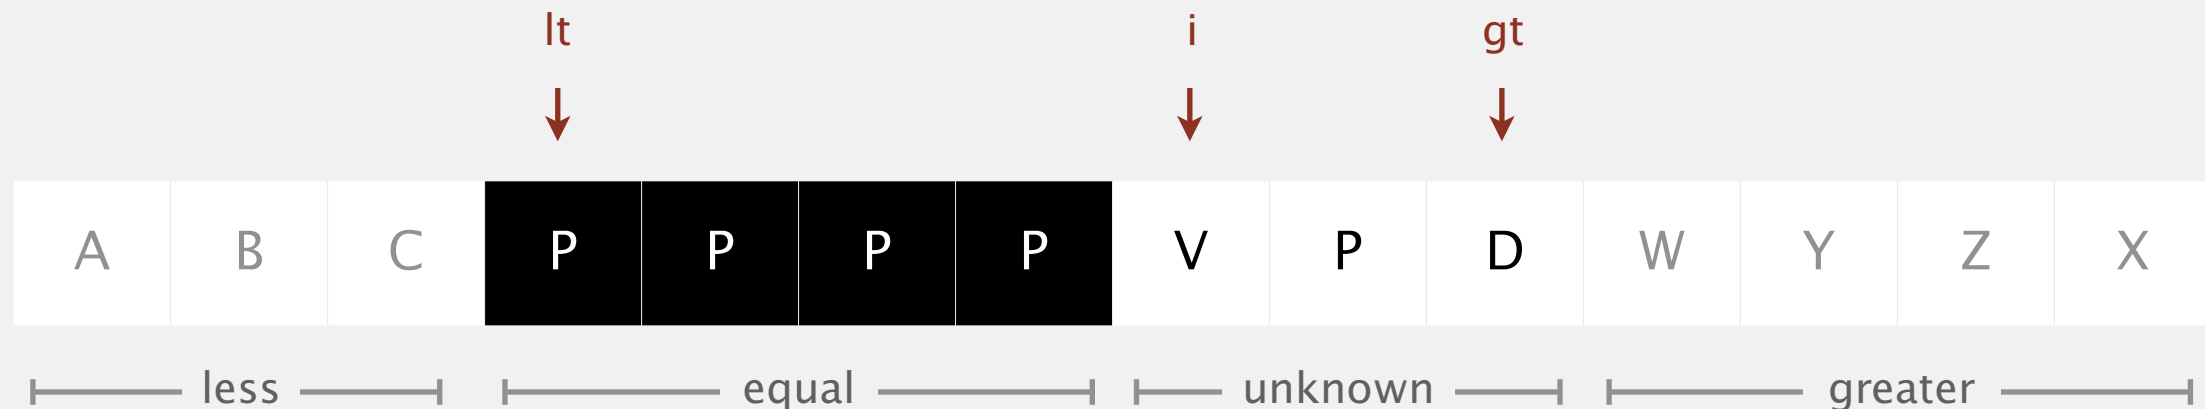 lt i gt
A B C P P P P V P D W Y Z X
less equal unknown greater